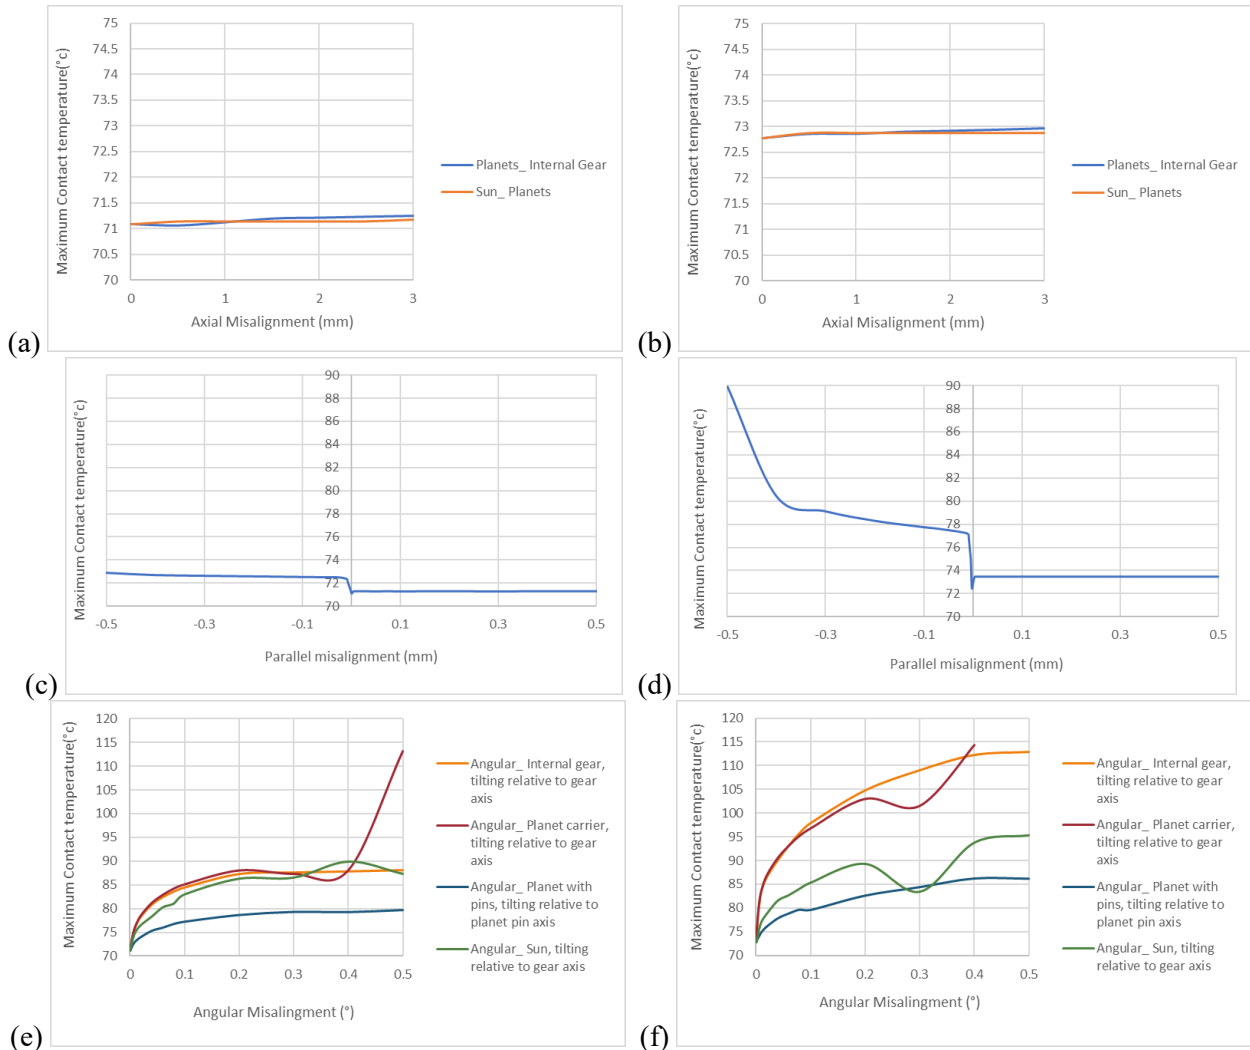 75
74.5
74
73.5
73
72.5
72
71.5
71
70.5
70
0
1
2
3
Maximum Contact temperature(°c)
Axial Misalignment (mm)
Planets_ Internal Gear
Sun_ Planets
(a)
75
74.5
74
73.5
73
72.5
72
71.5
71
70.5
70
0
1
2
3
Maximum Contact temperature(°c)
Axial Misalignment (mm)
Planets_ Internal Gear
Sun_ Planets
(b)
90
88
86
84
82
80
78
76
74
72
70
-0.5
-0.3
-0.1
0.1
0.3
0.5
Maximum Contact temperature(°c)
Parallel misalignment (mm)
(c)
90
88
86
84
82
80
78
76
74
72
70
-0.5
-0.3
-0.1
0.1
0.3
0.5
Maximum Contact temperature(°c)
Parallel misalignment (mm)
(d)
120
115
110
105
100
95
90
85
80
75
70
0
0.1
0.2
0.3
0.4
0.5
Maximum Contact temperature(°c)
Angular Misalingment (°)
Angular_ Internal gear,
tilting relative to gear
axis
Angular_ Planet carrier,
tilting relative to gear
axis
Angular_ Planet with
pins, tilting relative to
planet pin axis
Angular_ Sun, tilting
relative to gear axis
(e)
120
115
110
105
100
95
90
85
80
75
70
0
0.1
0.2
0.3
0.4
0.5
Maximum Contact temperature(°c)
Angular Misalingment (°)
Angular_ Internal gear,
tilting relative to gear
axis
Angular_ Planet carrier,
tilting relative to gear
axis
Angular_ Planet with
pins, tilting relative to
planet pin axis
Angular_ Sun, tilting
relative to gear axis
(f)